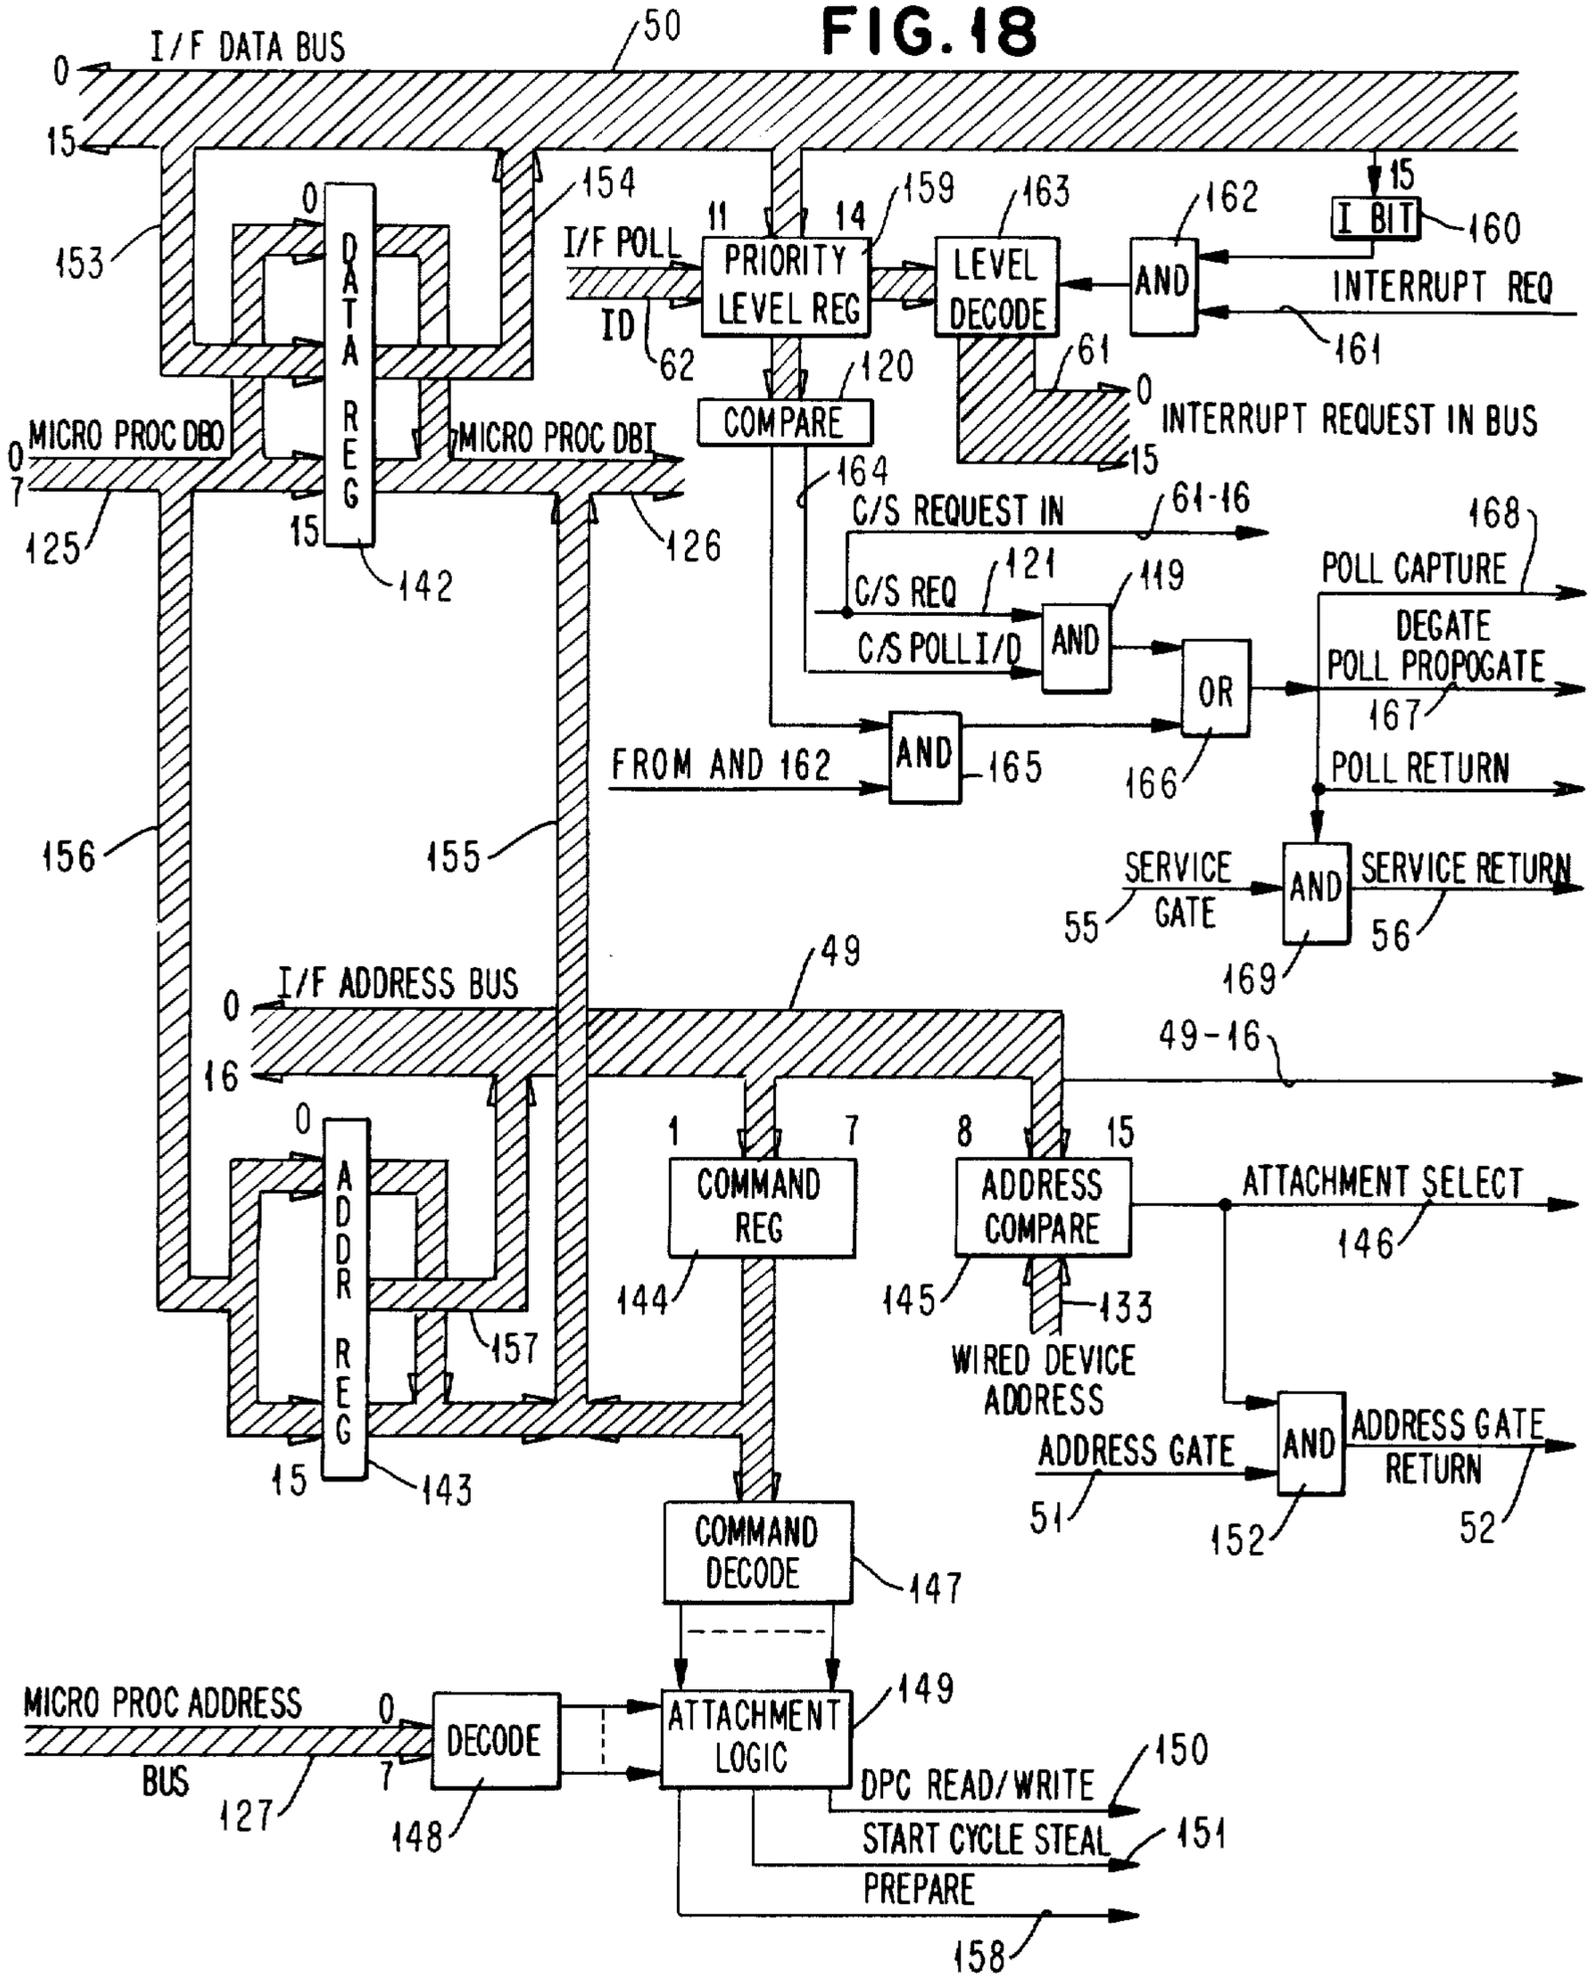 FIG. 18
I/F DATA BUS
50
0
15
153
0
DATA REG
15
142
154
I/F POLL
ID
62
11
14
159
PRIORITY
LEVEL REG
163
LEVEL
DECODE
162
AND
15
I BIT
160
INTERRUPT REQ
161
120
COMPARE
61
0
INTERRUPT REQUEST IN BUS
15
MICRO PROC DBO
0
7
125
MICRO PROC DBI
126
164
C/S REQUEST IN
61-16
C/S REQ
121
119
C/S POLL I/D
AND
OR
166
168
POLL CAPTURE
DEGATE
POLL PROPOGATE
167
POLL RETURN
FROM AND 162
AND
165
156
155
SERVICE
GATE
55
AND
169
SERVICE RETURN
56
I/F ADDRESS BUS
0
16
49
49-16
0
ADDR REG
15
143
157
1
7
COMMAND
REG
144
8
15
ADDRESS
COMPARE
145
133
WIRED DEVICE
ADDRESS
ATTACHMENT SELECT
146
ADDRESS GATE
51
AND
152
ADDRESS GATE
RETURN
52
COMMAND
DECODE
147
MICRO PROC ADDRESS
BUS
0
7
127
DECODE
148
ATTACHMENT
LOGIC
149
DPC READ/WRITE
150
START CYCLE STEAL
151
PREPARE
158